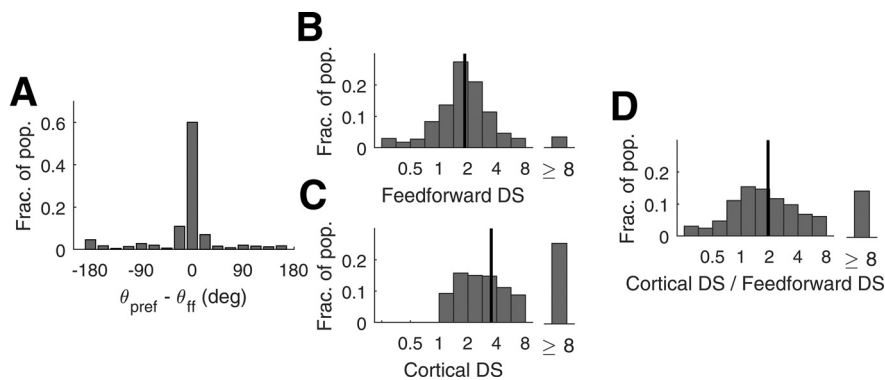 A
Frac. of pop.
0.6
0.4
0.2
0
-180 -90 0 90 180
θpref - θff (deg)
B
Frac. of pop.
0.2
0.1
0
0.5 1 2 4 8 ≥ 8
Feedforward DS
C
Frac. of pop.
0.2
0.1
0
0.5 1 2 4 8 ≥ 8
Cortical DS
D
Frac. of pop.
0.2
0.1
0
0.5 1 2 4 8 ≥ 8
Cortical DS / Feedforward DS